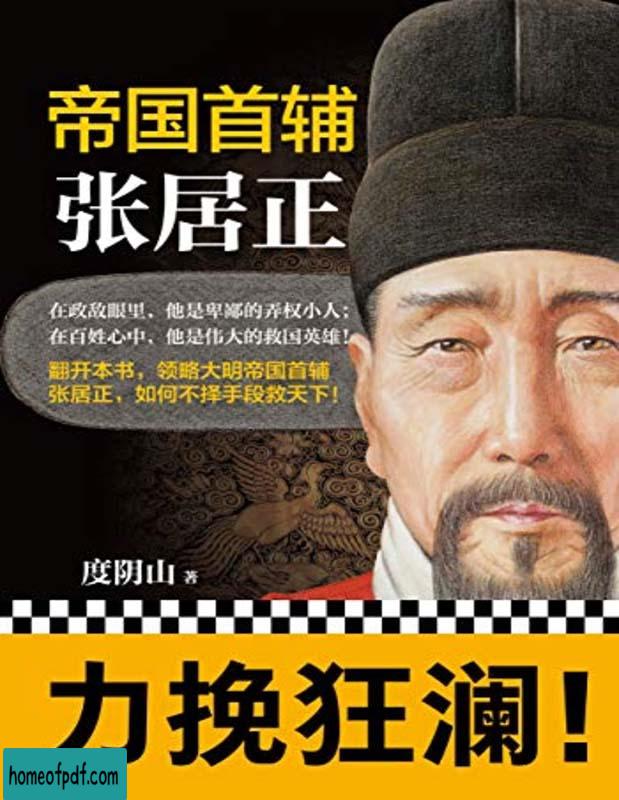 帝国首辅
张居正
在政敌眼里，他是卑鄙的弄权小人；
在百姓心中，他是伟大的救国英雄！
翻开本书，领略大明帝国首辅
张居正，如何不择手段救天下！
度阴山 著
力挽狂澜！
homeofpdf.com